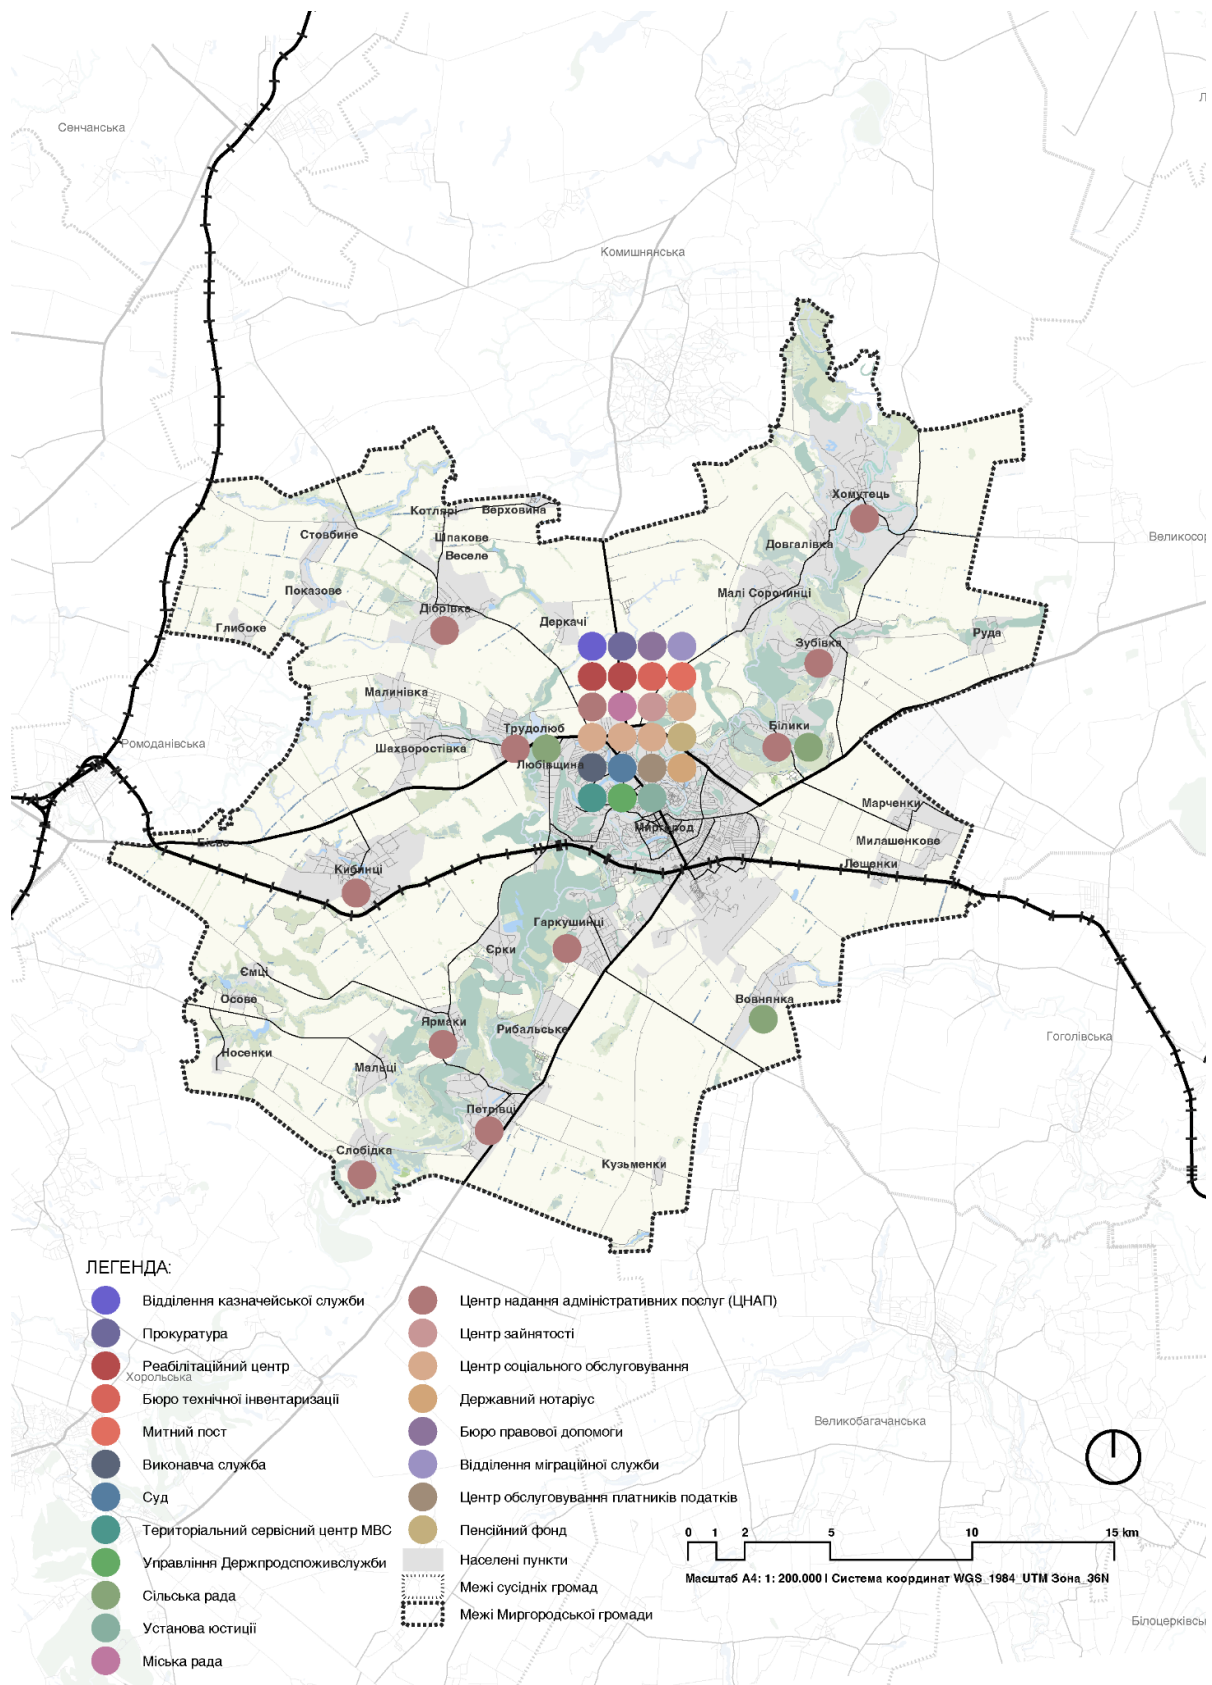 Сенчанська
Комишнянська
Хомутець
Котлярі
Верховина
Стовбине
Шпакове
Веселе
Довгалівка
Великосор
Показове
Малі Сорочинці
Дібрівка
Деркачі
Глибоке
Руда
Зубівка
Малинівка
Білики
Трудолюб
Ромоданівська
Шахворостівка
Любівщина
Марченки
Миргород
Милашенкове
Лещенки
Кибинці
Гаркушинці
Єрки
Ємці
Осове
Вовнянка
Ярмаки
Рибальське
Гоголівська
Носенки
Мальці
Петрівці
Слобідка
Кузьменки
ЛЕГЕНДА:
Відділення казначейської служби
Прокуратура
Реабілітаційний центр
Хорольська
Бюро технічної інвентаризації
Митний пост
Виконавча служба
Суд
Територіальний сервісний центр МВС
Управління Держпродспоживслужби
Сільська рада
Установа юстиції
Міська рада
Центр надання адміністративних послуг (ЦНАП)
Центр зайнятості
Центр соціального обслуговування
Державний нотаріус
Бюро правової допомоги
Відділення міграційної служби
Центр обслуговування платників податків
Пенсійний фонд
Населені пункти
Межі сусідніх громад
Межі Миргородської громади
Великобагачанська
0 1 2 5 10 15 km
Масштаб А4: 1: 200.000 | Система координат WGS_1984_UTM Зона_36N
Білоцерківсь